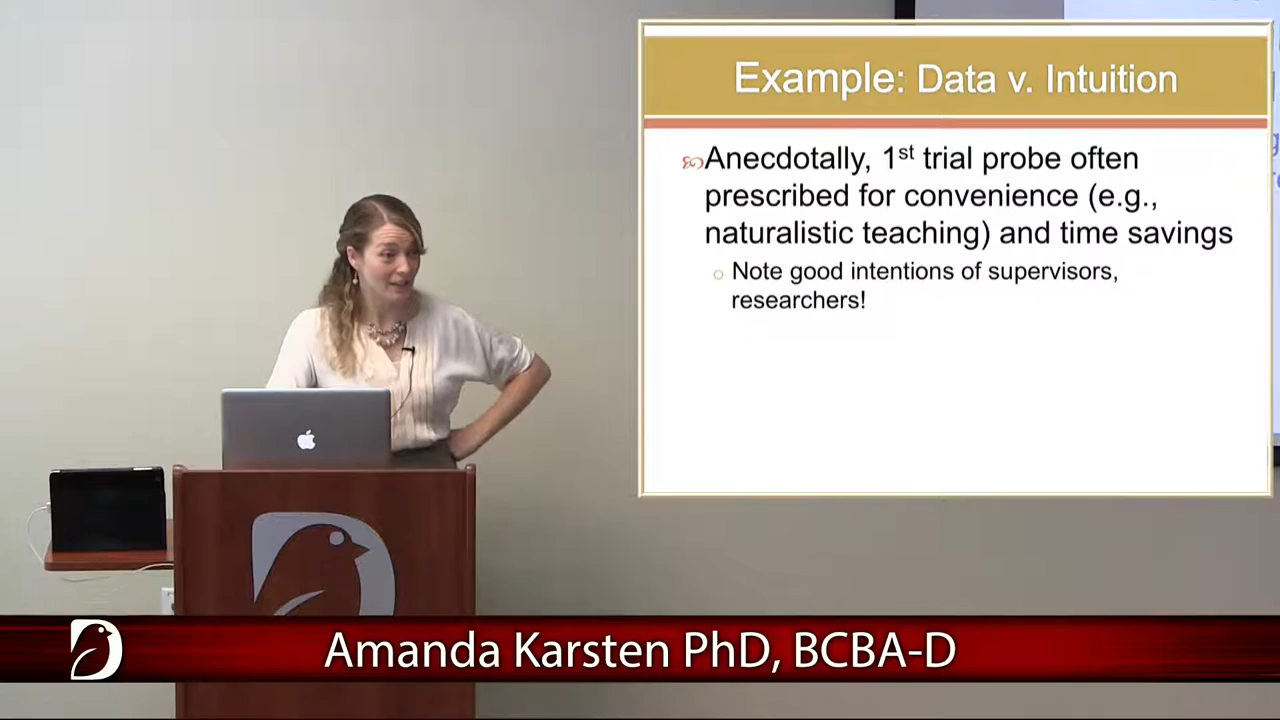 Example: Data v. Intuition
Anecdotally, 1st trial probe often
prescribed for convenience (e.g.,
naturalistic teaching) and time savings
Note good intentions of supervisors,
researchers!
Amanda Karsten PhD, BCBA-D